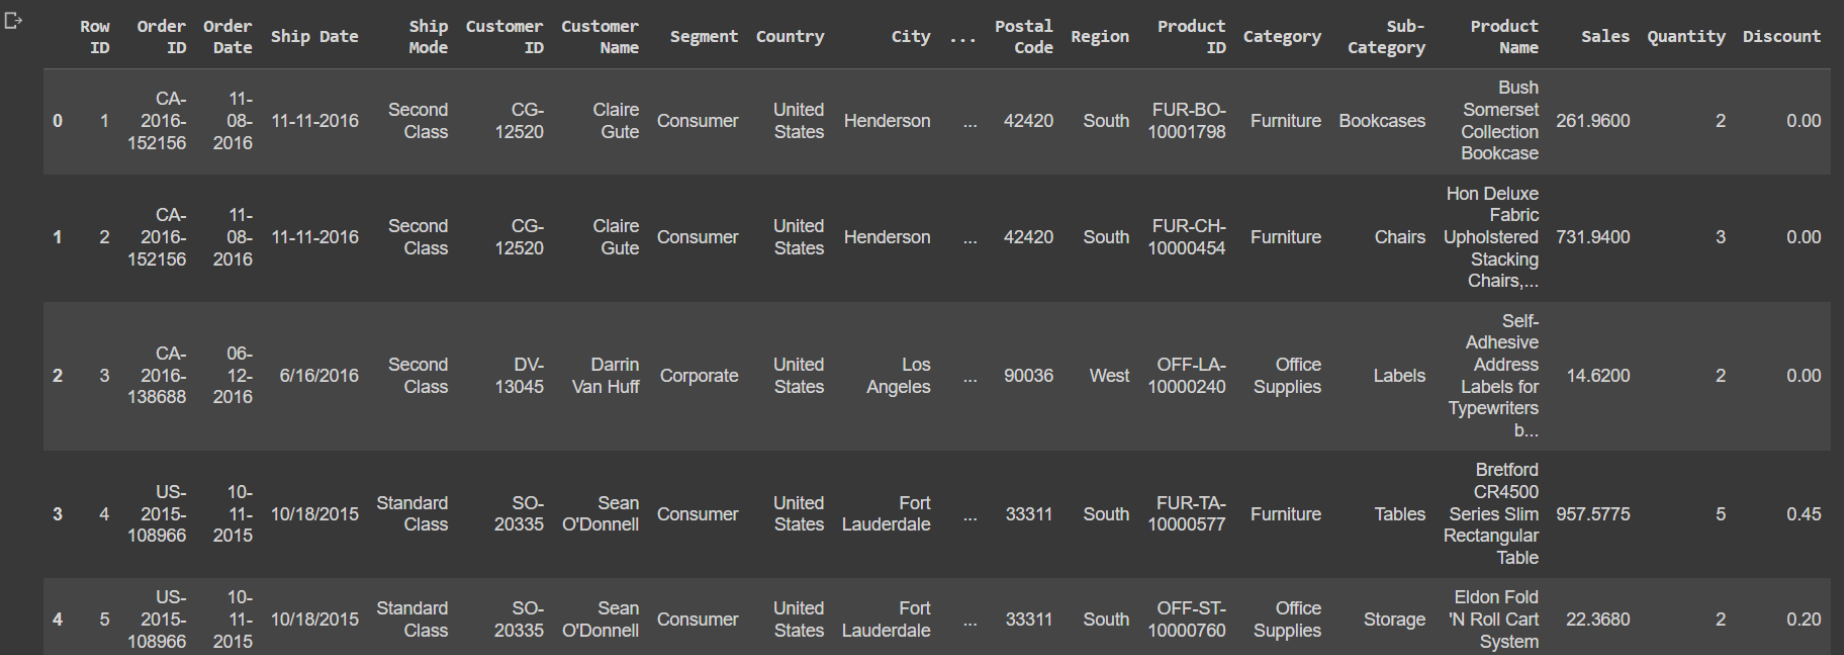 Row ID Order ID Order Date Ship Date Ship Mode Customer ID Customer Name Segment Country City ... Postal Code Region Product ID Category Sub-Category Product Name Sales Quantity Discount
0 1 CA-2016-152156 11-08-2016 11-11-2016 Second Class CG-12520 Claire Gute Consumer United States Henderson ... 42420 South FUR-BO-10001798 Furniture Bookcases Bush Somerset Collection Bookcase 261.9600 2 0.00
1 2 CA-2016-152156 11-08-2016 11-11-2016 Second Class CG-12520 Claire Gute Consumer United States Henderson ... 42420 South FUR-CH-10000454 Furniture Chairs Hon Deluxe Fabric Upholstered Stacking Chairs,... 731.9400 3 0.00
2 3 CA-2016-138688 06-12-2016 6/16/2016 Second Class DV-13045 Darrin Van Huff Corporate United States Los Angeles ... 90036 West OFF-LA-10000240 Office Supplies Labels Self-Adhesive Address Labels for Typewriters b... 14.6200 2 0.00
3 4 US-2015-108966 10-11-2015 10/18/2015 Standard Class SO-20335 Sean O'Donnell Consumer United States Fort Lauderdale ... 33311 South FUR-TA-10000577 Furniture Tables Bretford CR4500 Series Slim Rectangular Table 957.5775 5 0.45
4 5 US-2015-108966 10-11-2015 10/18/2015 Standard Class SO-20335 Sean O'Donnell Consumer United States Fort Lauderdale ... 33311 South OFF-ST-10000760 Office Supplies Storage Eldon Fold 'N Roll Cart System 22.3680 2 0.20